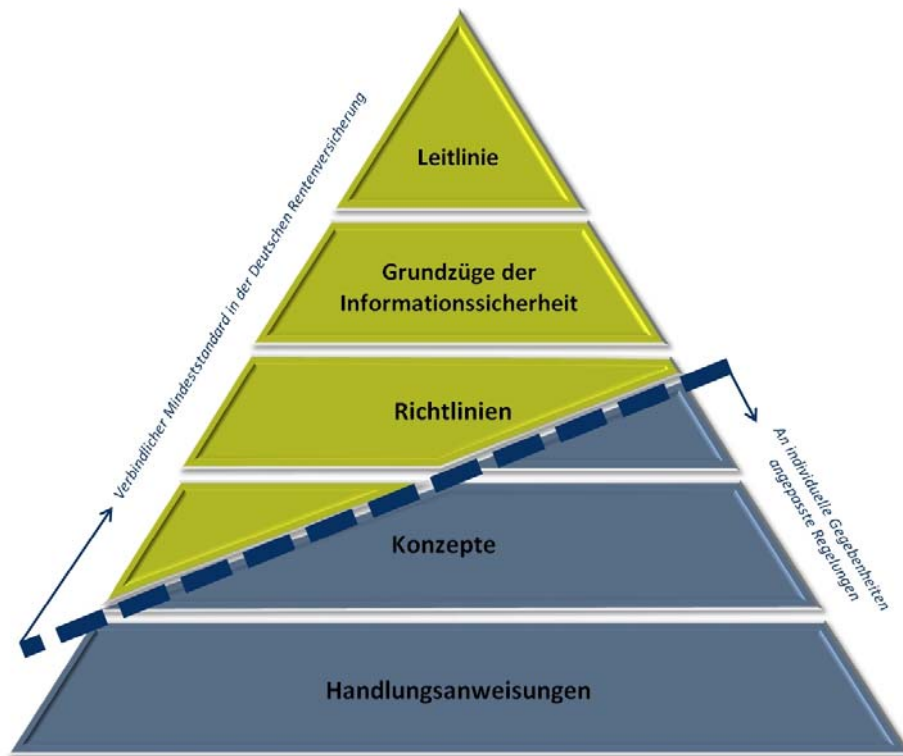 Leitlinie
Verbindlicher Mindeststandard in der Deutschen Rentenversicherung
Grundzüge der
Informationssicherheit
Richtlinien
An individuelle Gegebenheiten
angepasste Regelungen
Konzepte
Handlungsanweisungen